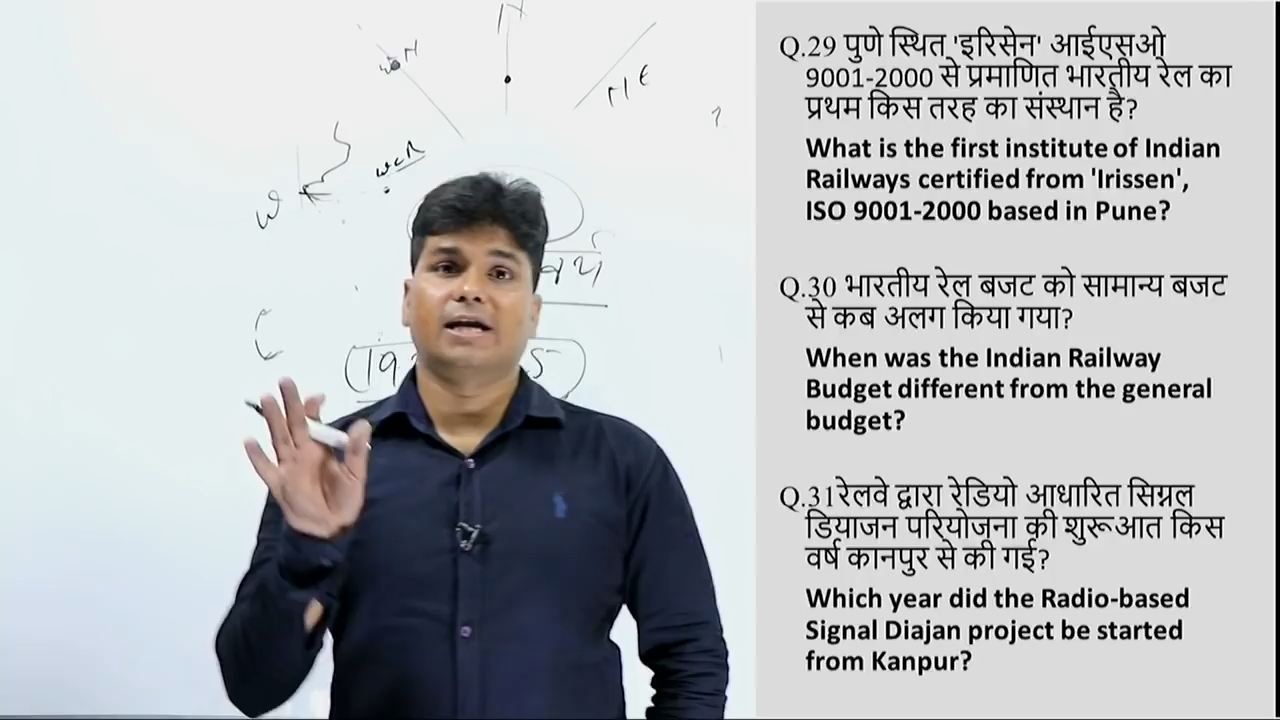 N
W N
N E
WCR
W
Q.29 पुणे स्थित 'इरिसेन' आईएसओ
9001-2000 से प्रमाणित भारतीय रेल का
प्रथम किस तरह का संस्थान है?
What is the first institute of Indian
Railways certified from 'Irissen',
ISO 9001-2000 based in Pune?
Q.30 भारतीय रेल बजट को सामान्य बजट
से कब अलग किया गया?
When was the Indian Railway
Budget different from the general
budget?
Q.31रेलवे द्वारा रेडियो आधारित सिग्नल
डियाजन परियोजना की शुरूआत किस
वर्ष कानपुर से की गई?
Which year did the Radio-based
Signal Diajan project be started
from Kanpur?